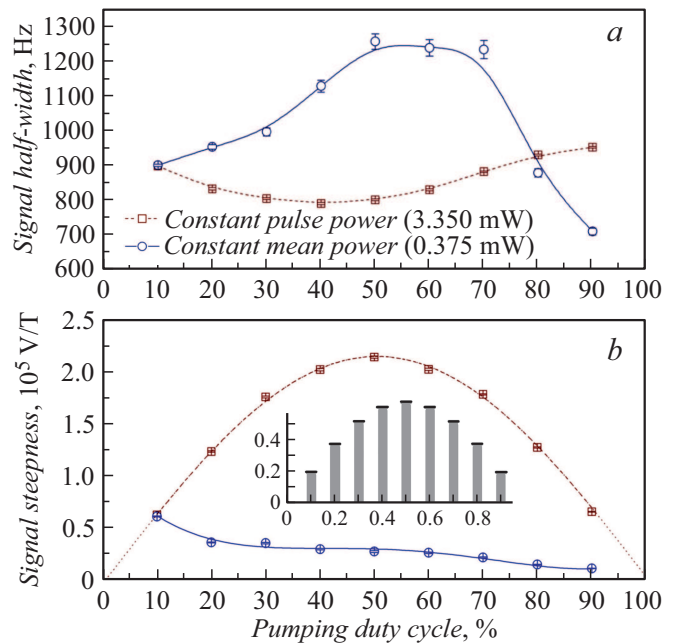 a
Signal half-width, Hz
1300
1200
1100
1000
900
800
700
600
Constant pulse power (3.350 mW)
Constant mean power (0.375 mW)
10 20 30 40 50 60 70 80 90 100
b
Signal steepness, 10⁵ V/T
2.5
2.0
1.5
1.0
0.5
0
0.4
0.2
0
0 0.2 0.4 0.6 0.8
0 10 20 30 40 50 60 70 80 90 100
Pumping duty cycle, %